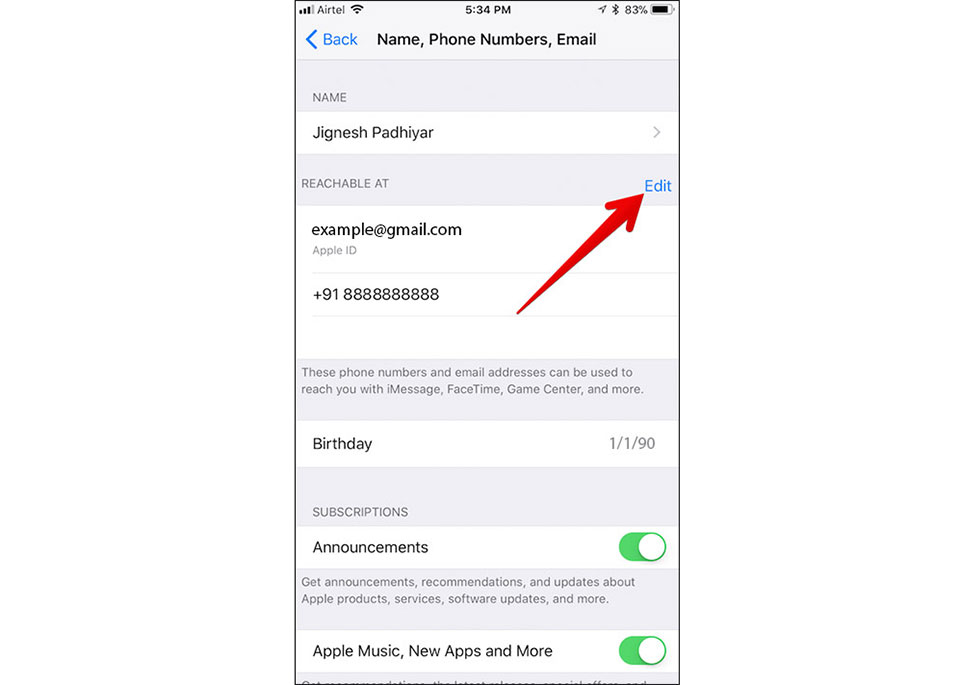 Airtel 5:34 PM 83%
Back Name, Phone Numbers, Email
NAME
Jignesh Padhiyar
REACHABLE AT
Edit
example@gmail.com
Apple ID
+91 8888888888
These phone numbers and email addresses can be used to
reach you with iMessage, FaceTime, Game Center, and more.
Birthday 1/1/90
SUBSCRIPTIONS
Announcements
Get announcements, recommendations, and updates about
Apple products, services, software updates, and more.
Apple Music, New Apps and More